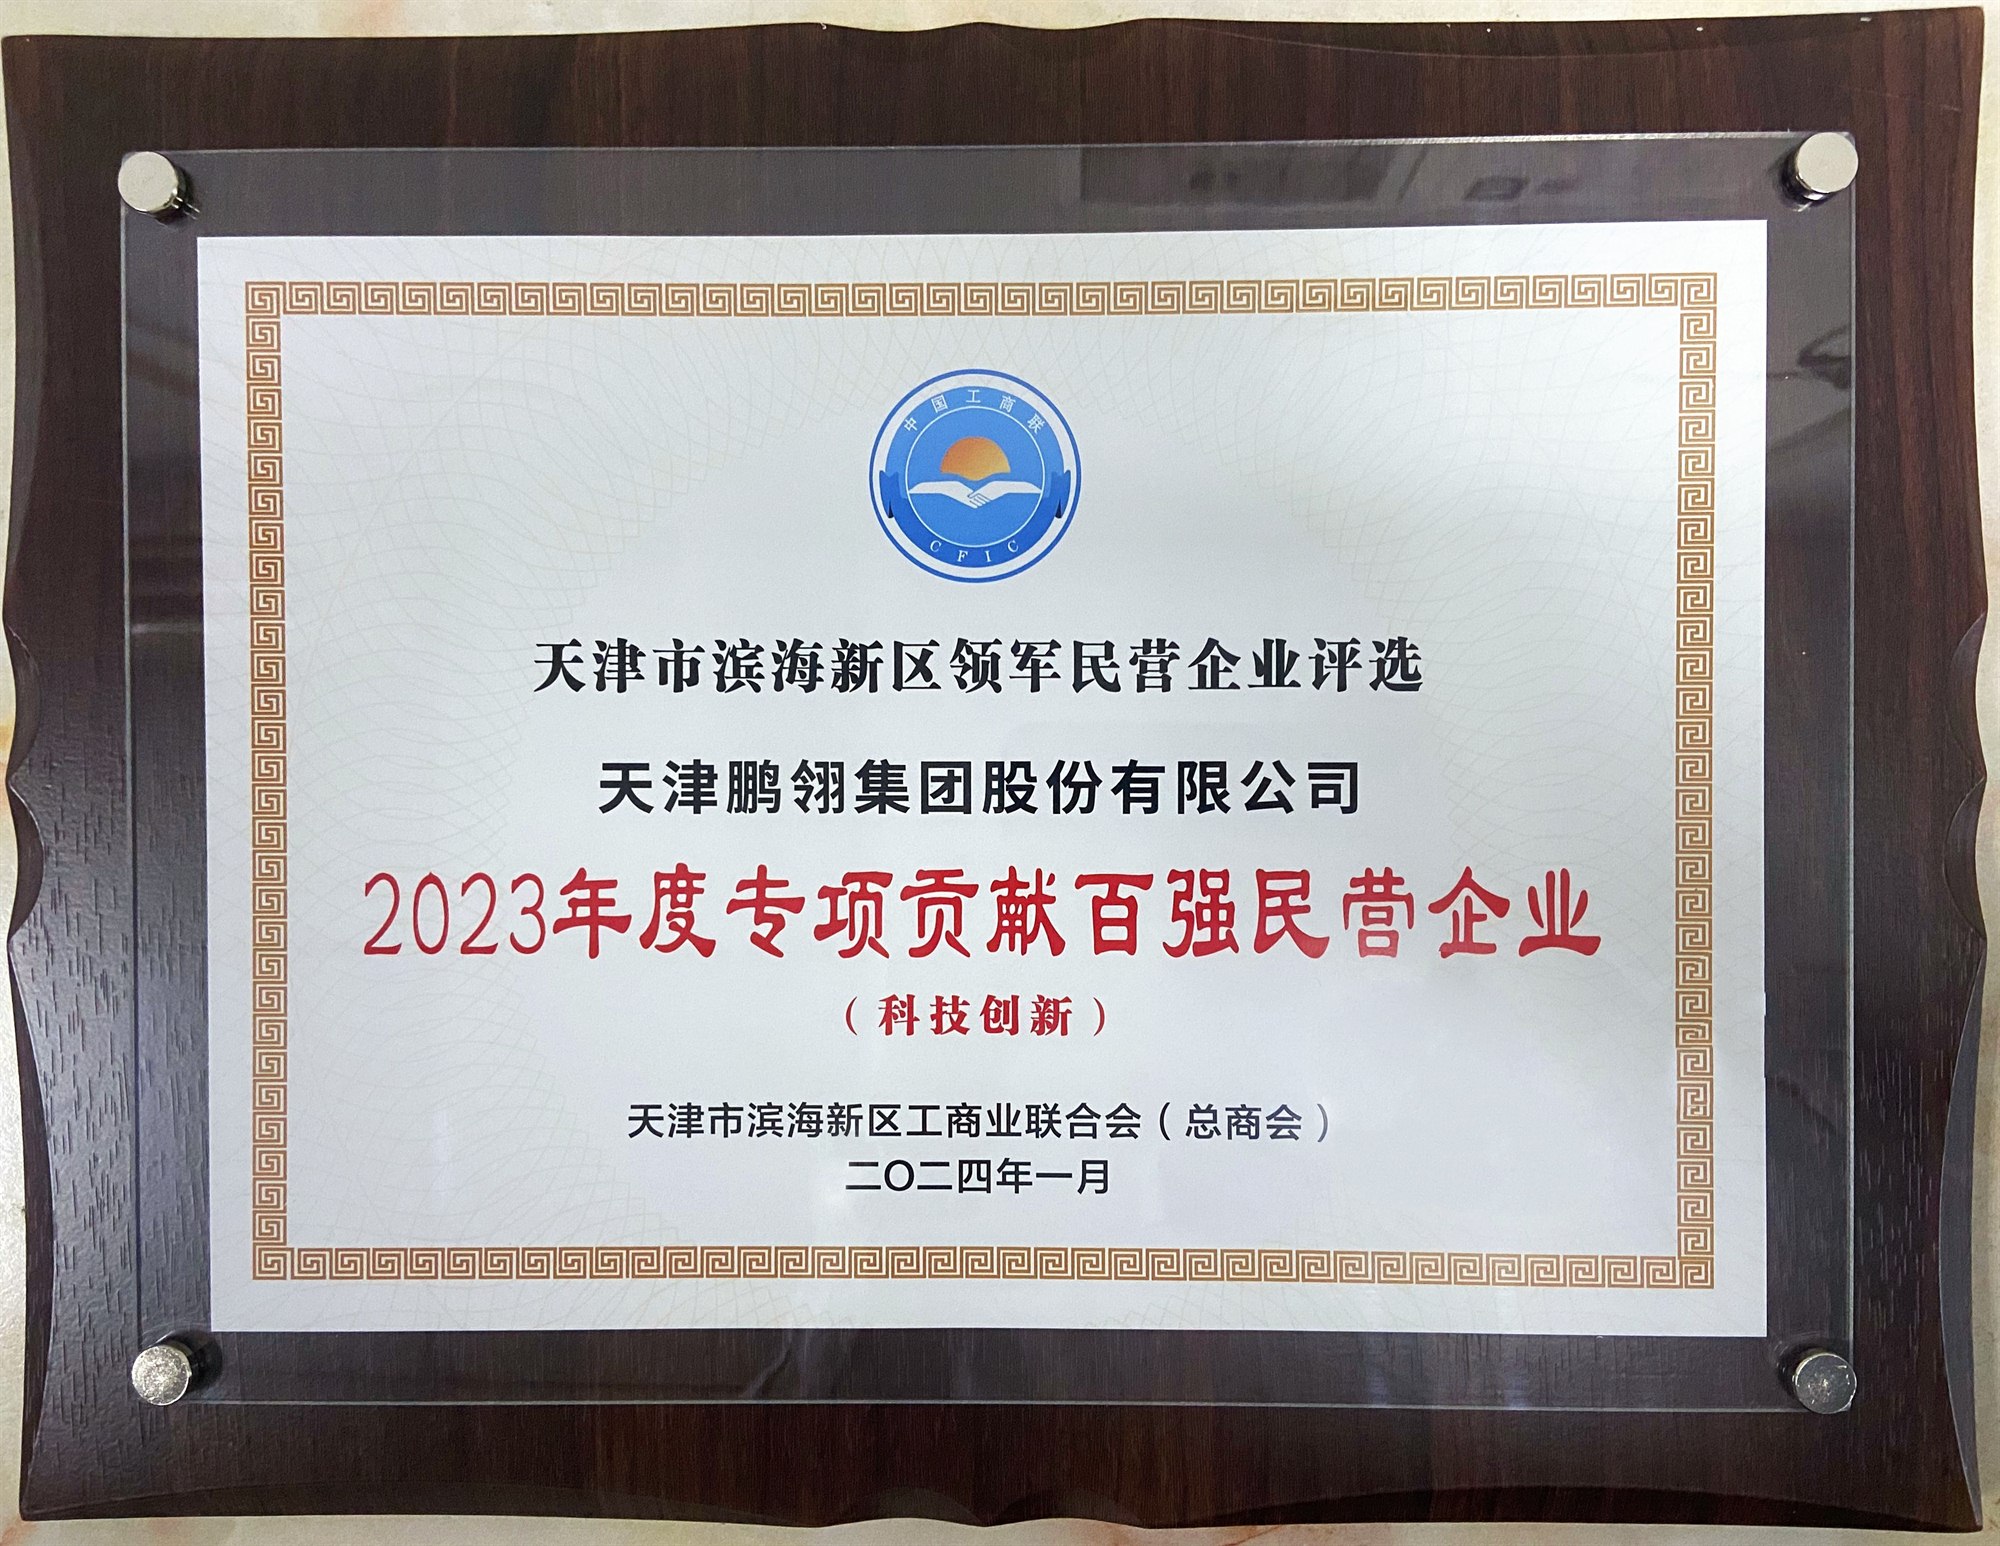 中国工商联
CFIC
天津市滨海新区领军民营企业评选
天津鹏翎集团股份有限公司
2023年度专项贡献百强民营企业
（科技创新）
天津市滨海新区工商业联合会（总商会）
二〇二四年一月